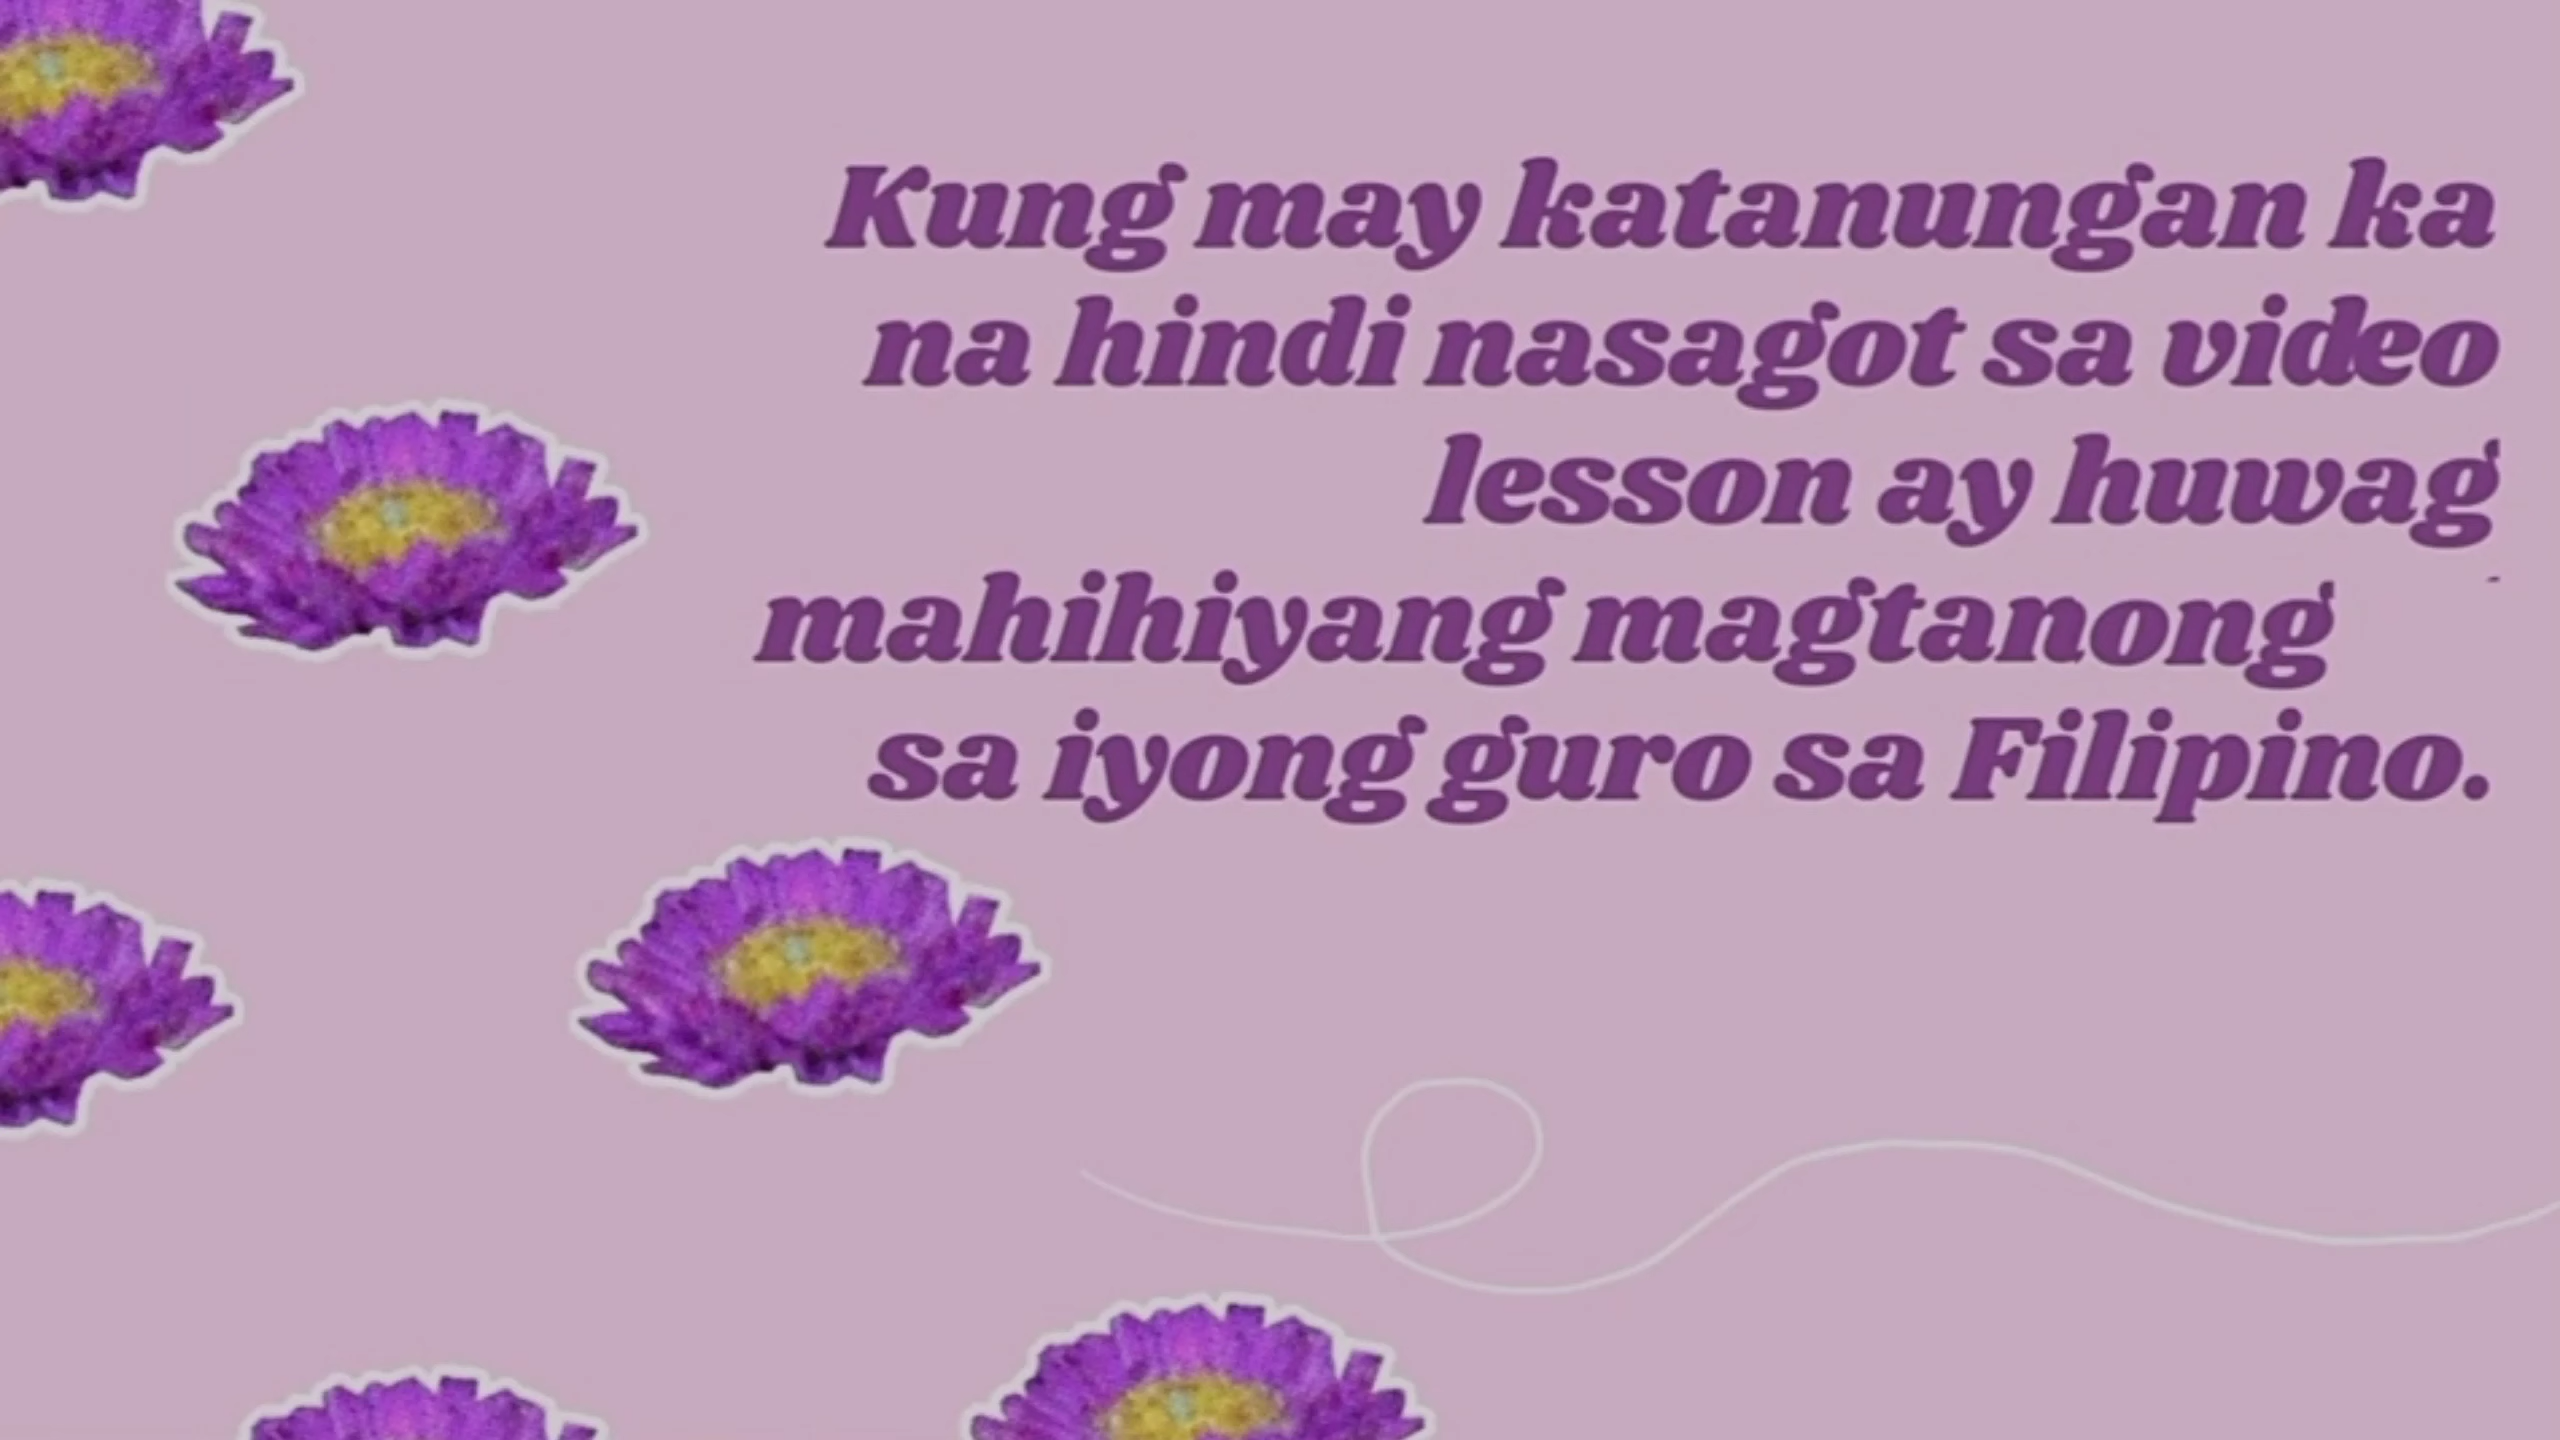 Kung may katanungan ka
na hindi nasagot sa video
lesson ay huwag
mahihiyang magtanong
sa iyong guro sa Filipino.